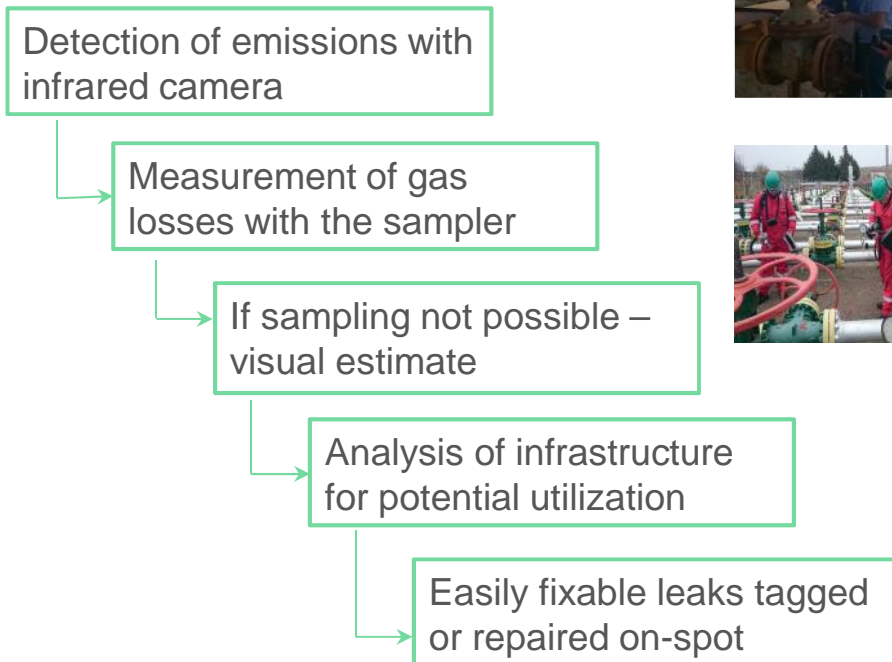 Detection of emissions with
infrared camera
Measurement of gas
losses with the sampler
If sampling not possible –
visual estimate
Analysis of infrastructure
for potential utilization
Easily fixable leaks tagged
or repaired on-spot